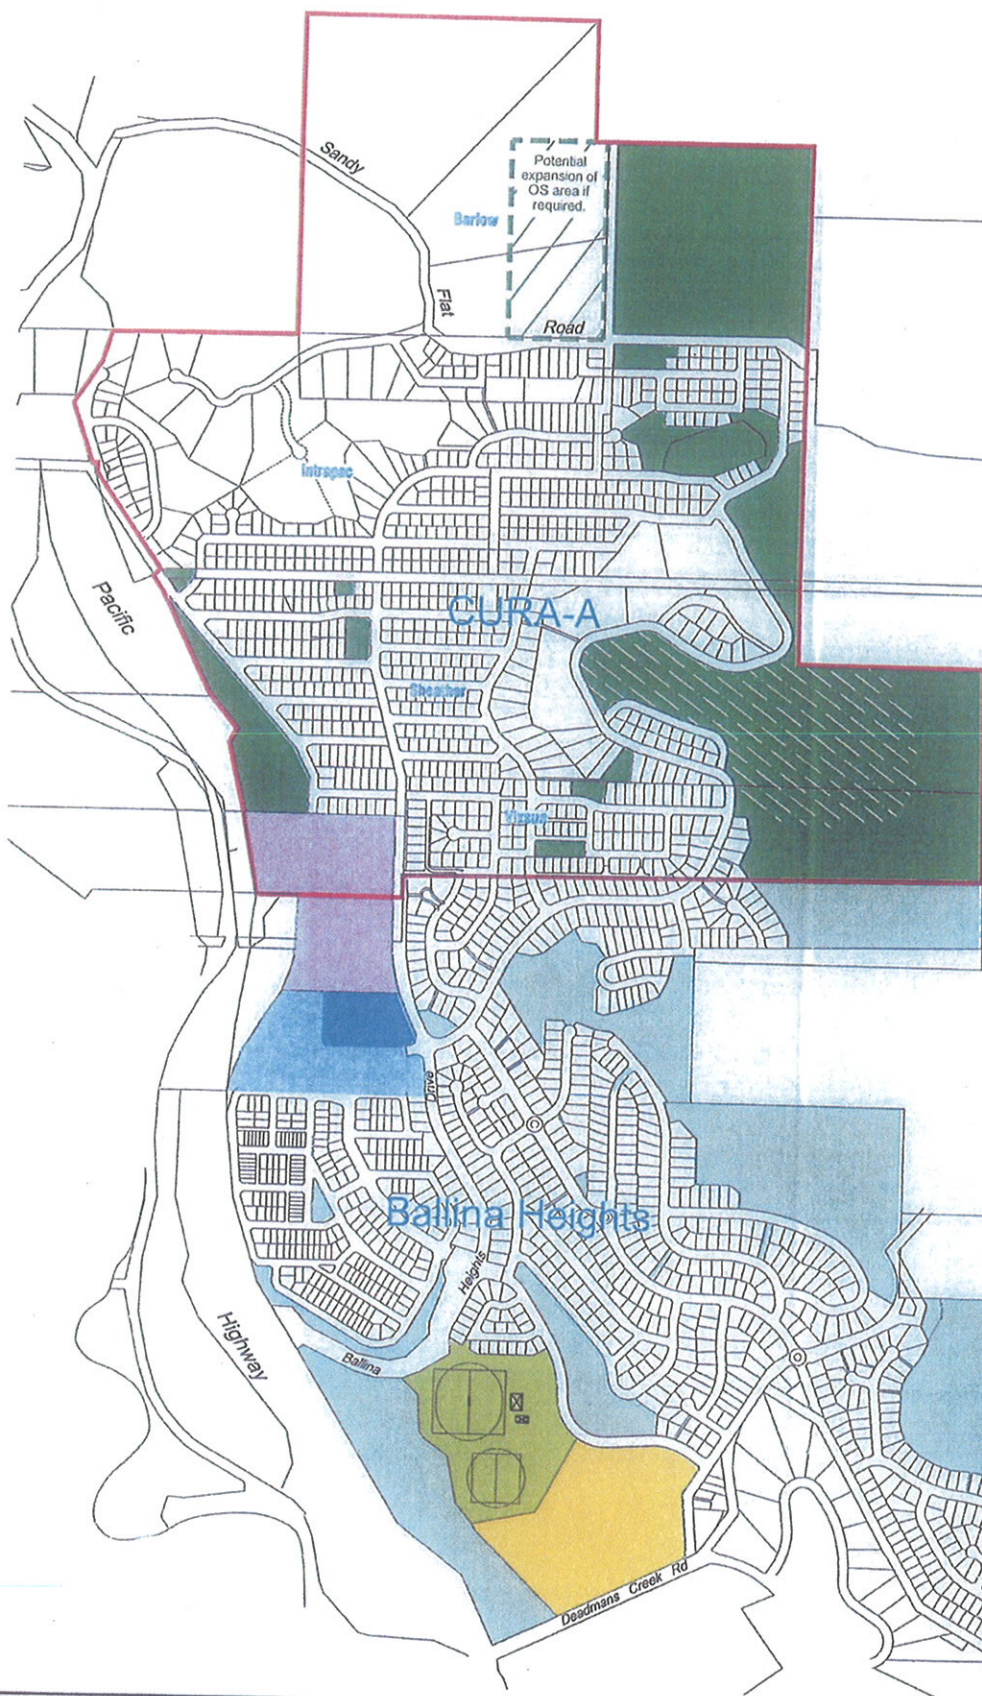 Sandy
Potential
expansion of
OS area if
required.
Barlow
Flat
Road
Intrapac
Pacific
CURA-A
Sheather
Vixsun
Drive
Ballina Heights
Heights
Highway
Ballina
Deadmans Creek Rd